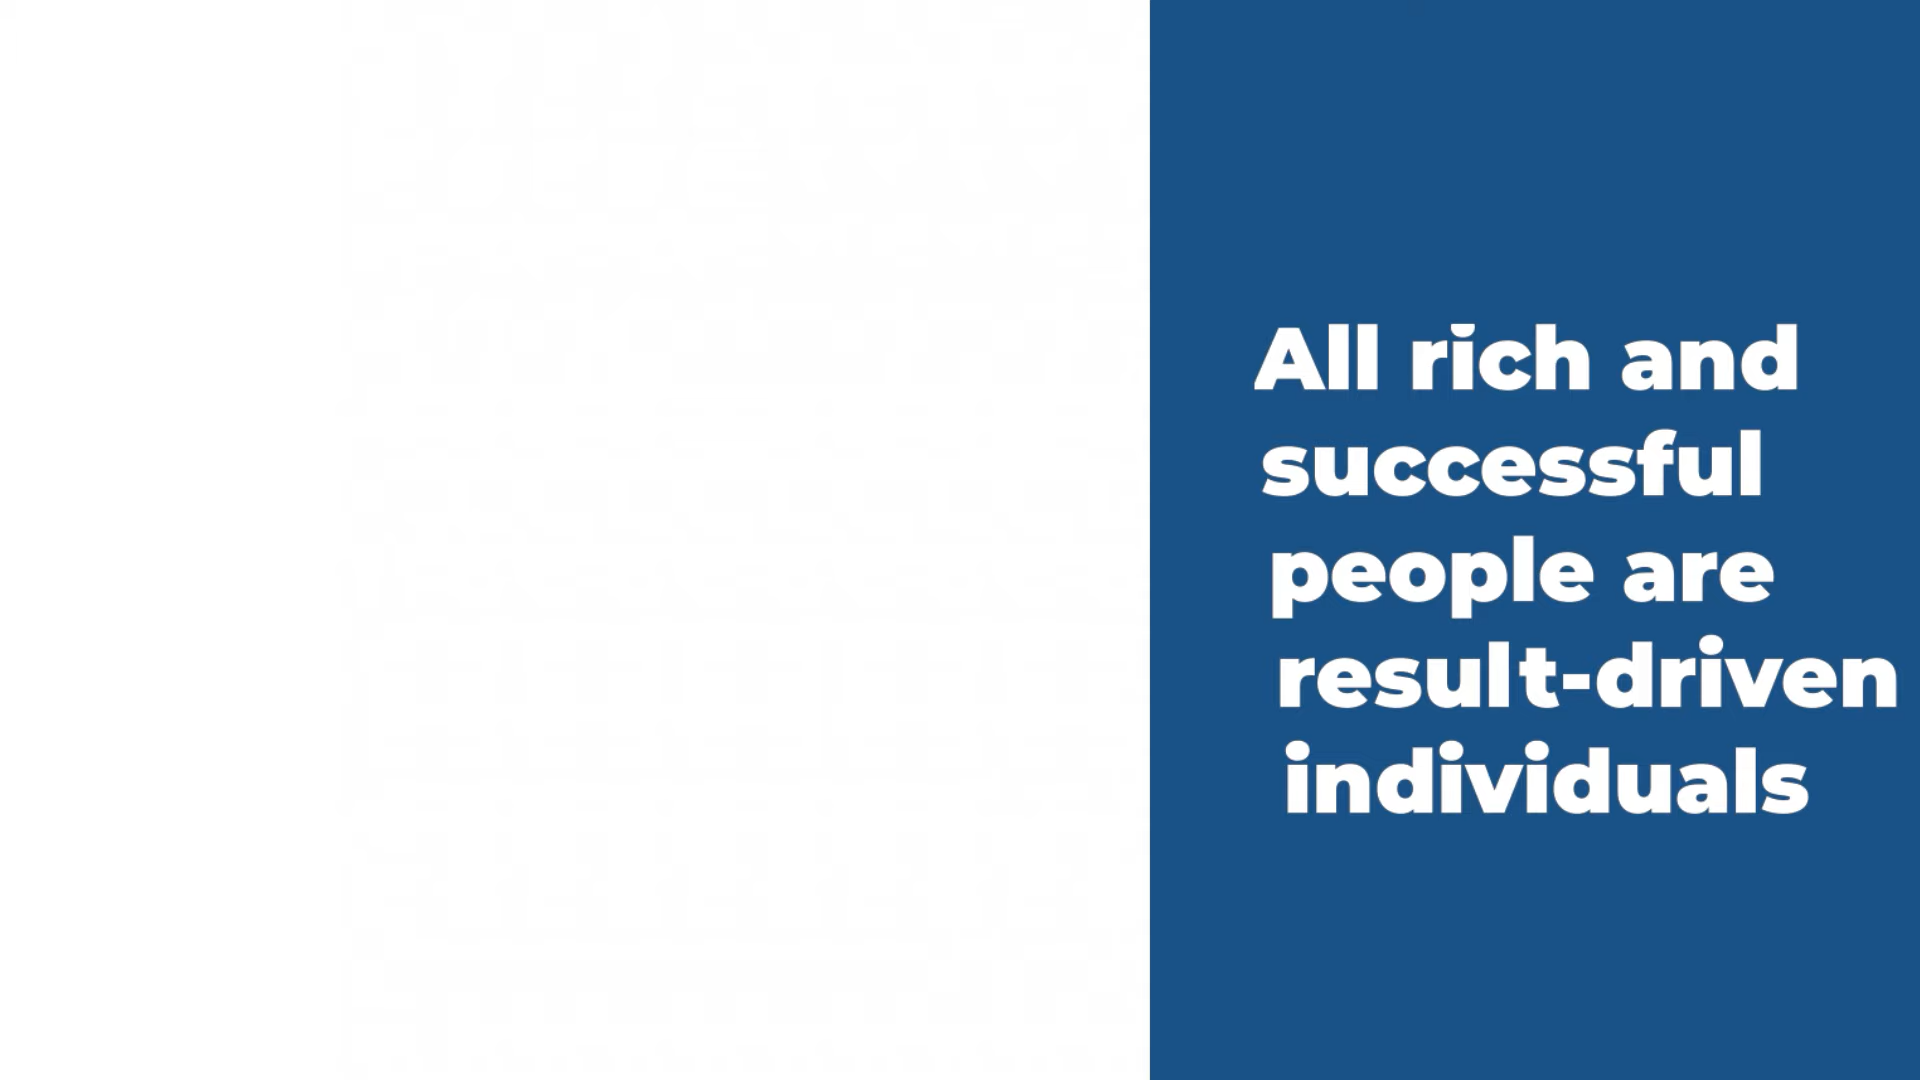 All rich and
successful
people are
result-driven
individuals